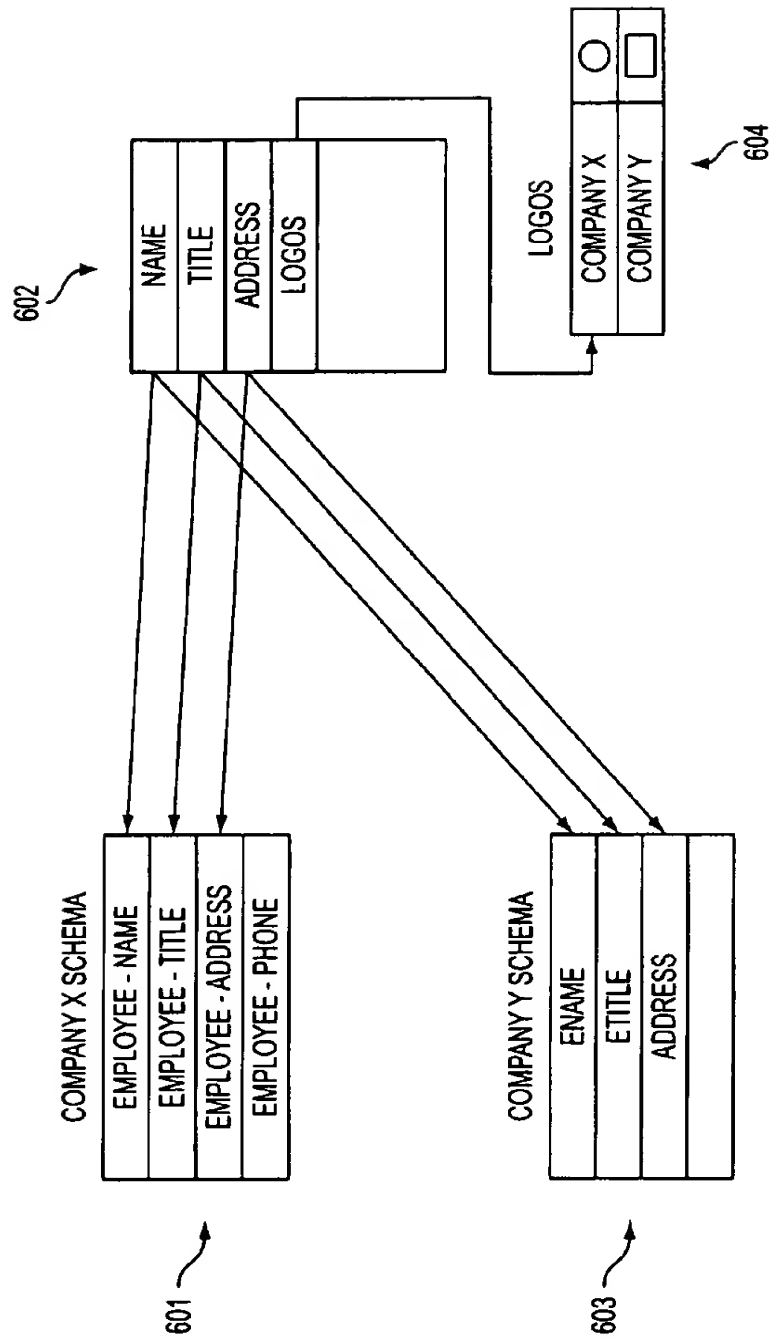 602
NAME
TITLE
ADDRESS
LOGOS
LOGOS
COMPANY X
COMPANY Y
604
COMPANY X SCHEMA
EMPLOYEE - NAME
EMPLOYEE - TITLE
EMPLOYEE - ADDRESS
EMPLOYEE - PHONE
601
COMPANY Y SCHEMA
ENAME
ETITLE
ADDRESS
603